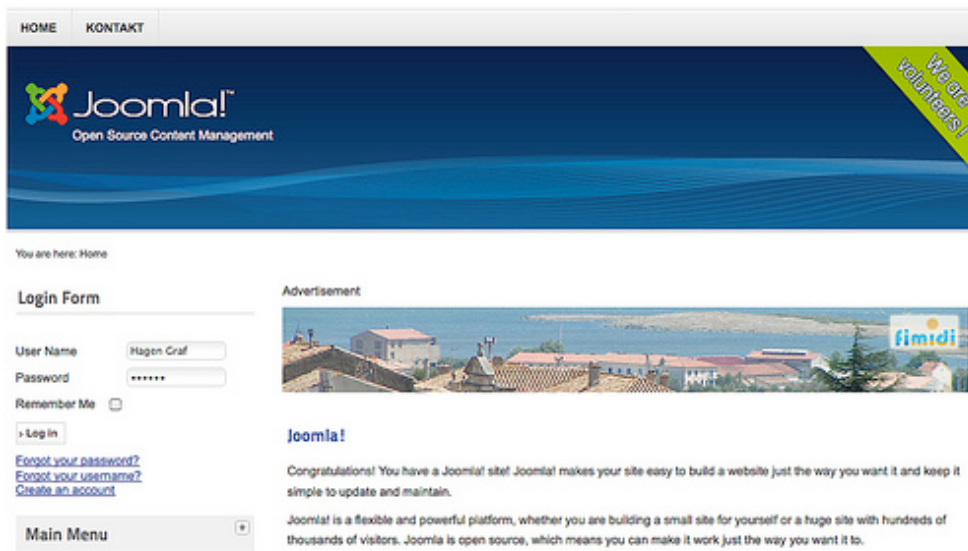 HOME KONTAKT
Joomla!™
Open Source Content Management
We are
volunteers !
You are here: Home
Login Form
User Name Hagen Graf
Password ••••••
Remember Me
› Log in
Forgot your password?
Forgot your username?
Create an account
Main Menu +
Advertisement
fimidi
Joomla!
Congratulations! You have a Joomla! site! Joomla! makes your site easy to build a website just the way you want it and keep it
simple to update and maintain.
Joomla! is a flexible and powerful platform, whether you are building a small site for yourself or a huge site with hundreds of
thousands of visitors. Joomla is open source, which means you can make it work just the way you want it to.